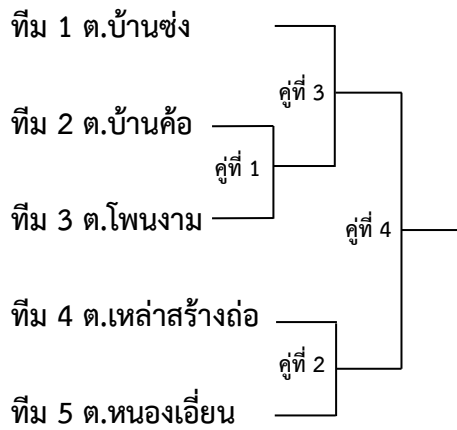 ทีม 1 ต.บ้านซ่ง
คู่ที่ 3
ทีม 2 ต.บ้านค้อ
คู่ที่ 1
ทีม 3 ต.โพนงาม
คู่ที่ 4
ทีม 4 ต.เหล่าสร้างถ่อ
คู่ที่ 2
ทีม 5 ต.หนองเอี่ยน